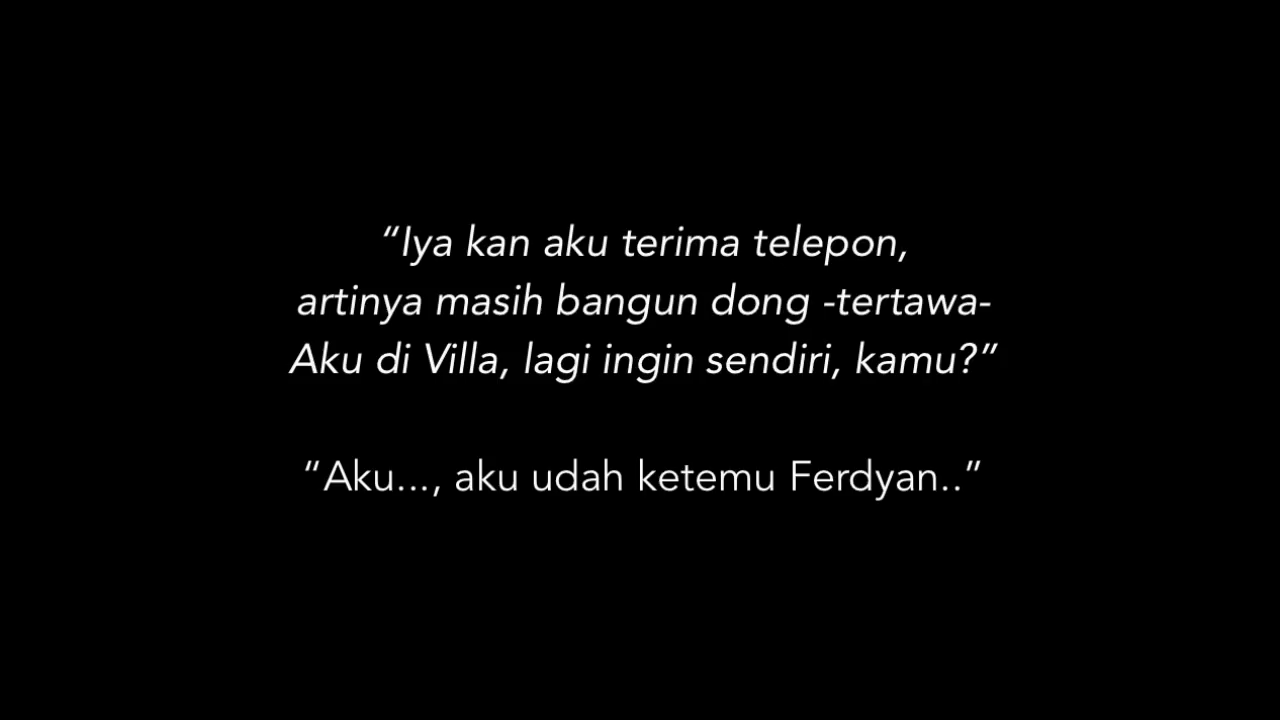 “Iya kan aku terima telepon,
artinya masih bangun dong -tertawa-
Aku di Villa, lagi ingin sendiri, kamu?”
“Aku..., aku udah ketemu Ferdyan..”